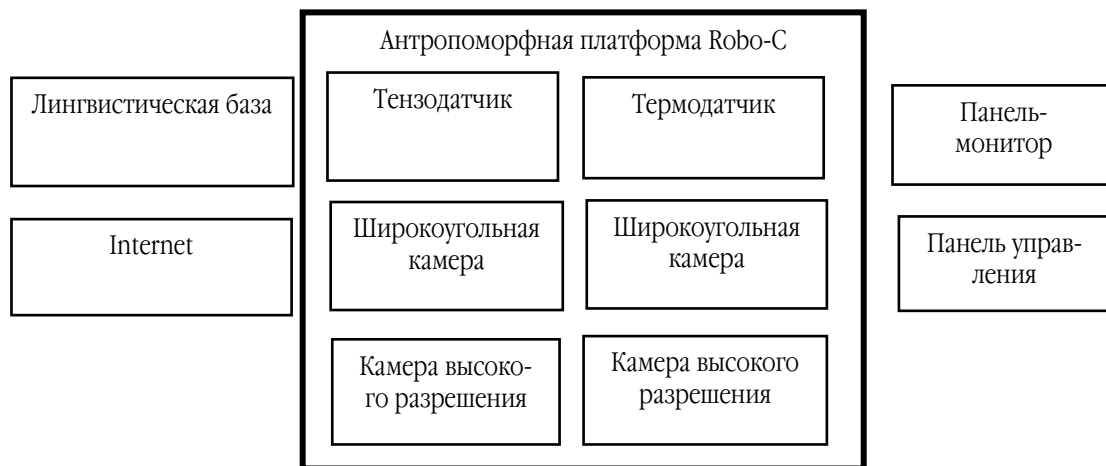 Антропоморфная платформа Robo-C
Лингвистическая база
Тензодатчик
Термодатчик
Панель-
монитор
Internet
Широкоугольная
камера
Широкоугольная
камера
Панель управ-
ления
Камера высоко-
го разрешения
Камера высокого
разрешения